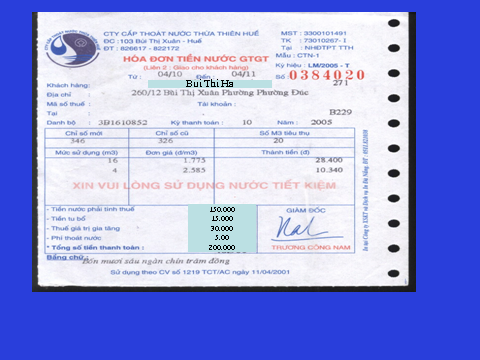 CTY CẤP THOÁT NƯỚC THỪA THIÊN HUẾ
ĐC : 103 Bùi Thị Xuân - Huế
ĐT : 826617 - 822172
MST : 3300101491
TK : 73010267- I
Tại : NHĐTPT TTH
Mẫu : CTN-1
Ký hiệu : LM/2005 - T
HÓA ĐƠN TIỀN NƯỚC GTGT
(Liên 2 : Giao cho khách hàng)
Số 0384020
Từ : 04/10 Đến 04/11
271
Khách hàng: Bui Thi Ha
Địa chỉ : 260/12 Bùi Thị Xuân Phường Phường Đúc
Mã số thuế : Tài khoản :
Tại : B229
Danh bộ : 3B1610852 Kỳ thanh toán : 10 Năm : 2005
Chỉ số mới Chỉ số cũ Số M3 tiêu thụ
346 326 20
Mức sử dụng (m3) Đơn giá (đ/m3) Thành tiền (đ)
16 1.775 28.400
4 2.585 10.340
XIN VUI LÒNG SỬ DỤNG NƯỚC TIẾT KIỆM
- Tiền nước phải tính thuế 150.000
- Tiền tu bổ 15.000
- Thuế giá trị gia tăng 30.000
- Phí thoát nước 5.00
* Tổng số tiền thanh toán : 200.000
GIÁM ĐỐC
TRƯƠNG CÔNG NAM
Bằng chữ: Bốn mươi sáu ngàn chín trăm đồng
Sử dụng theo CV số 1219 TCT/AC ngày 11/04/2001